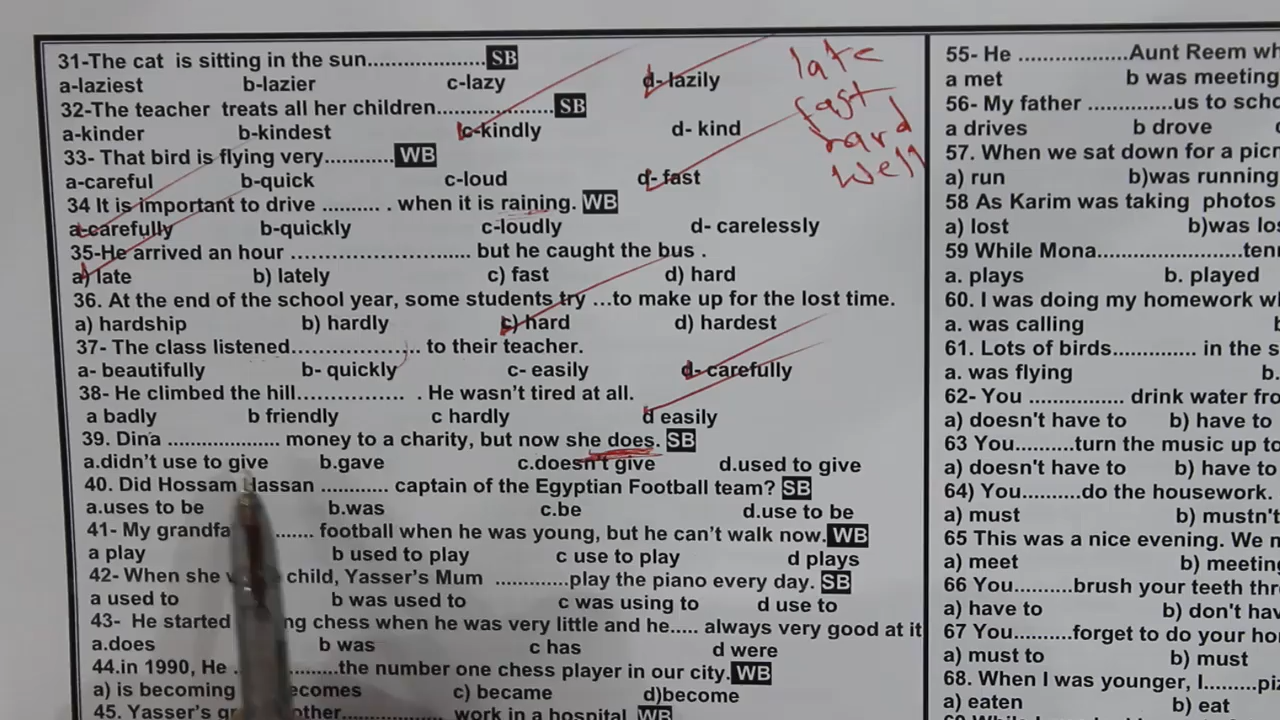 31-The cat is sitting in the sun.................... SB
a-laziest b-lazier c-lazy d- lazily
32-The teacher treats all her children.................... SB
a-kinder b-kindest c-kindly d- kind
33- That bird is flying very............ WB
a-careful b-quick c-loud d- fast
34 It is important to drive .......... . when it is raining. WB
a-carefully b-quickly c-loudly d- carelessly
35-He arrived an hour .............................. but he caught the bus .
a) late b) lately c) fast d) hard
36. At the end of the school year, some students try ...to make up for the lost time.
a) hardship b) hardly c) hard d) hardest
37- The class listened...................... to their teacher.
a- beautifully b- quickly c- easily d- carefully
38- He climbed the hill.................. . He wasn't tired at all.
a badly b friendly c hardly d easily
39. Dina .................... money to a charity, but now she does. SB
a.didn't use to give b.gave c.doesn't give d.used to give
40. Did Hossam Hassan ............ captain of the Egyptian Football team? SB
a.uses to be b.was c.be d.use to be
41- My grandfa ....... football when he was young, but he can't walk now. WB
a play b used to play c use to play d plays
42- When she child, Yasser's Mum ............play the piano every day. SB
a used to b was used to c was using to d use to
43- He started ng chess when he was very little and he..... always very good at it
a.does b was c has d were
44.in 1990, He ..............the number one chess player in our city. WB
a) is becoming ecomes c) became d)become
45. Yasser's other.................. work in a hospital. WB
late
fast
hard
well
55- He .................Aunt Reem wh
a met b was meeting
56- My father .............us to scho
a drives b drove
57. When we sat down for a picn
a) run b)was running
58 As Karim was taking photos
a) lost b)was los
59 While Mona.....................tenn
a. plays b. played
60. I was doing my homework wh
a. was calling
61. Lots of birds.............. in the s
a. was flying b.
62- You ................ drink water fro
a) doesn't have to b) have to
63 You.........turn the music up to
a) doesn't have to b) have to
64) You..........do the housework.
a) must b) mustn't
65 This was a nice evening. We m
a) meet b) meeting
66 You..........brush your teeth thr
a) have to b) don't hav
67 You..........forget to do your ho
a) must to b) must
68. When I was younger, I.........piz
a) eaten b) eat